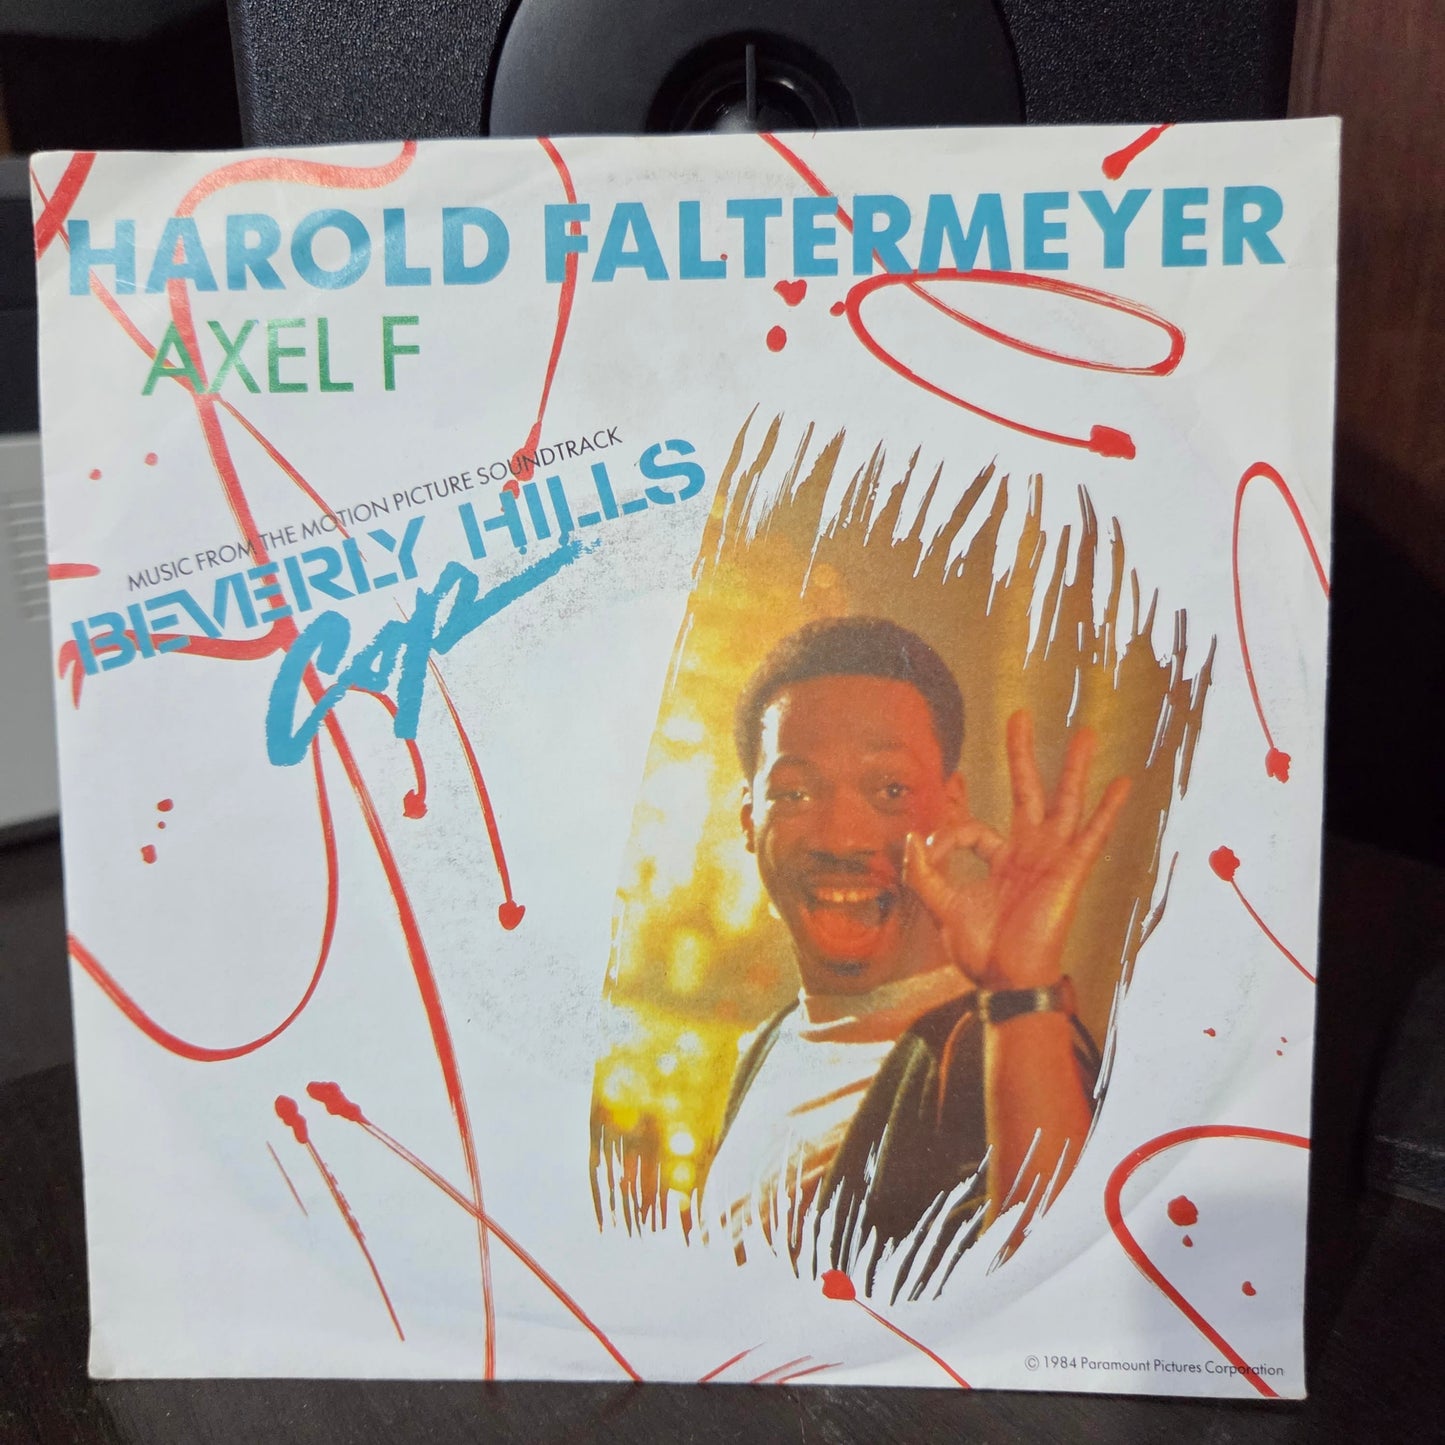 HAROLD FALTERMEYER
AXEL F
MUSIC FROM THE MOTION PICTURE SOUNDTRACK
BEVERLY HILLS
Cop
© 1984 Paramount Pictures Corporation